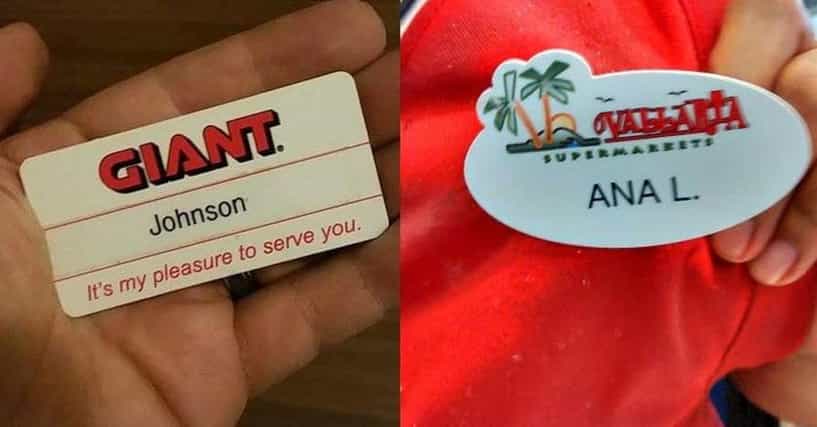 GIANT.
Johnson
It's my pleasure to serve you.
VALLARTA
SUPERMARKETS
ANA L.